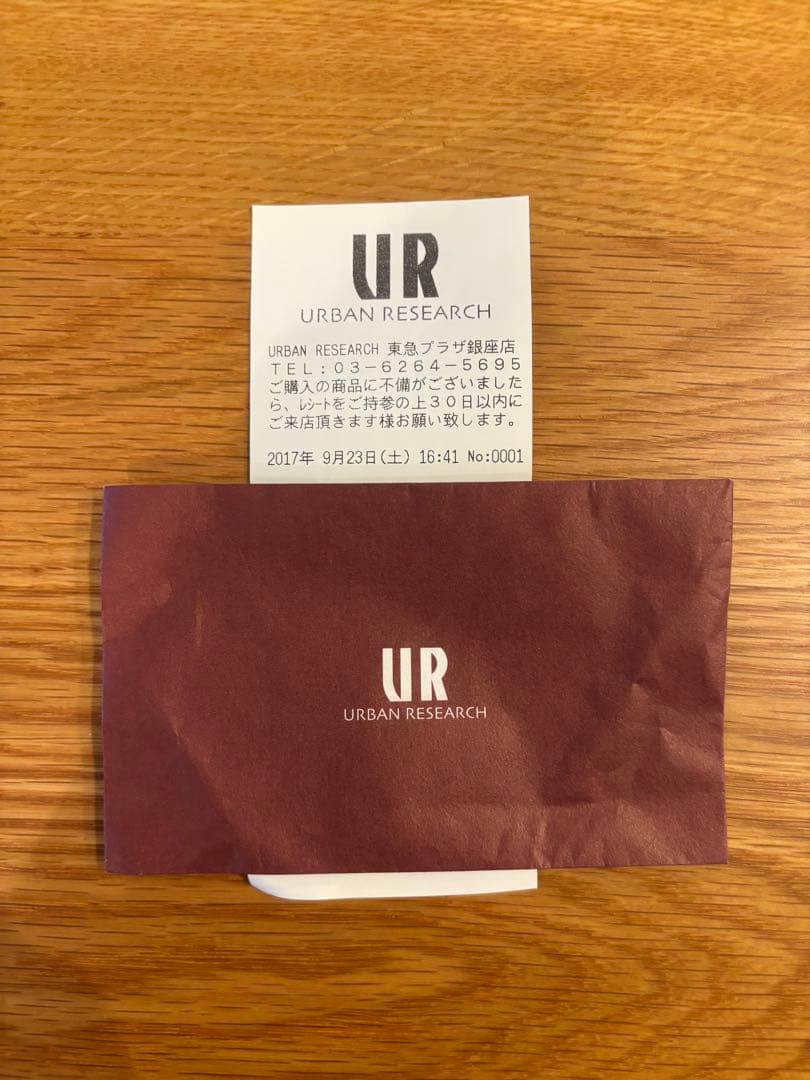 UR
URBAN RESEARCH
URBAN RESEARCH 東急プラザ銀座店
TEL:03-6264-5695
ご購入の商品に不備がございました
ら、ﾚｼｰﾄをご持参の上30日以内に
ご来店頂きます様お願い致します。
2017年 9月23日(土) 16:41 No:0001
UR
URBAN RESEARCH